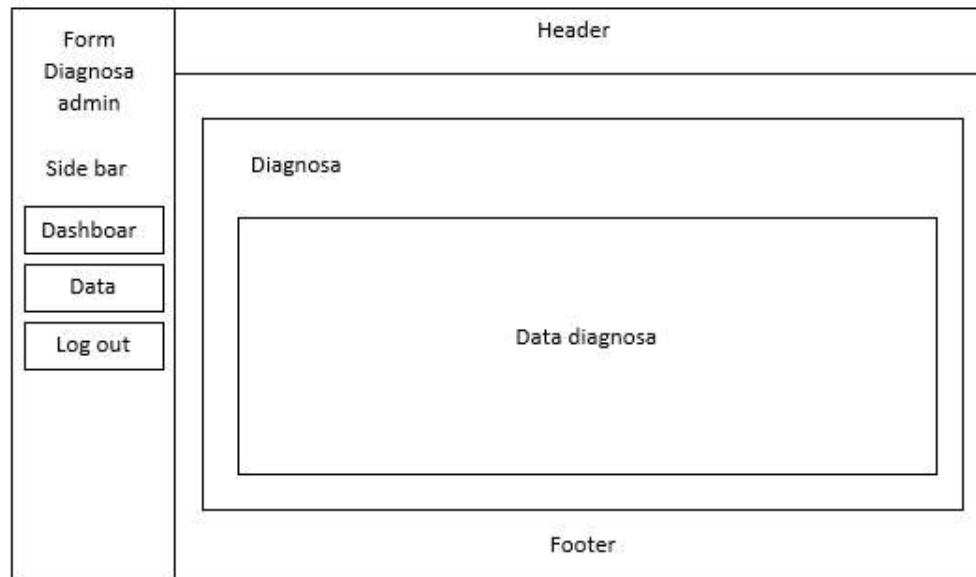 Form
Diagnosa
admin
Side bar
Dashboar
Data
Log out
Header
Diagnosa
Data diagnosa
Footer